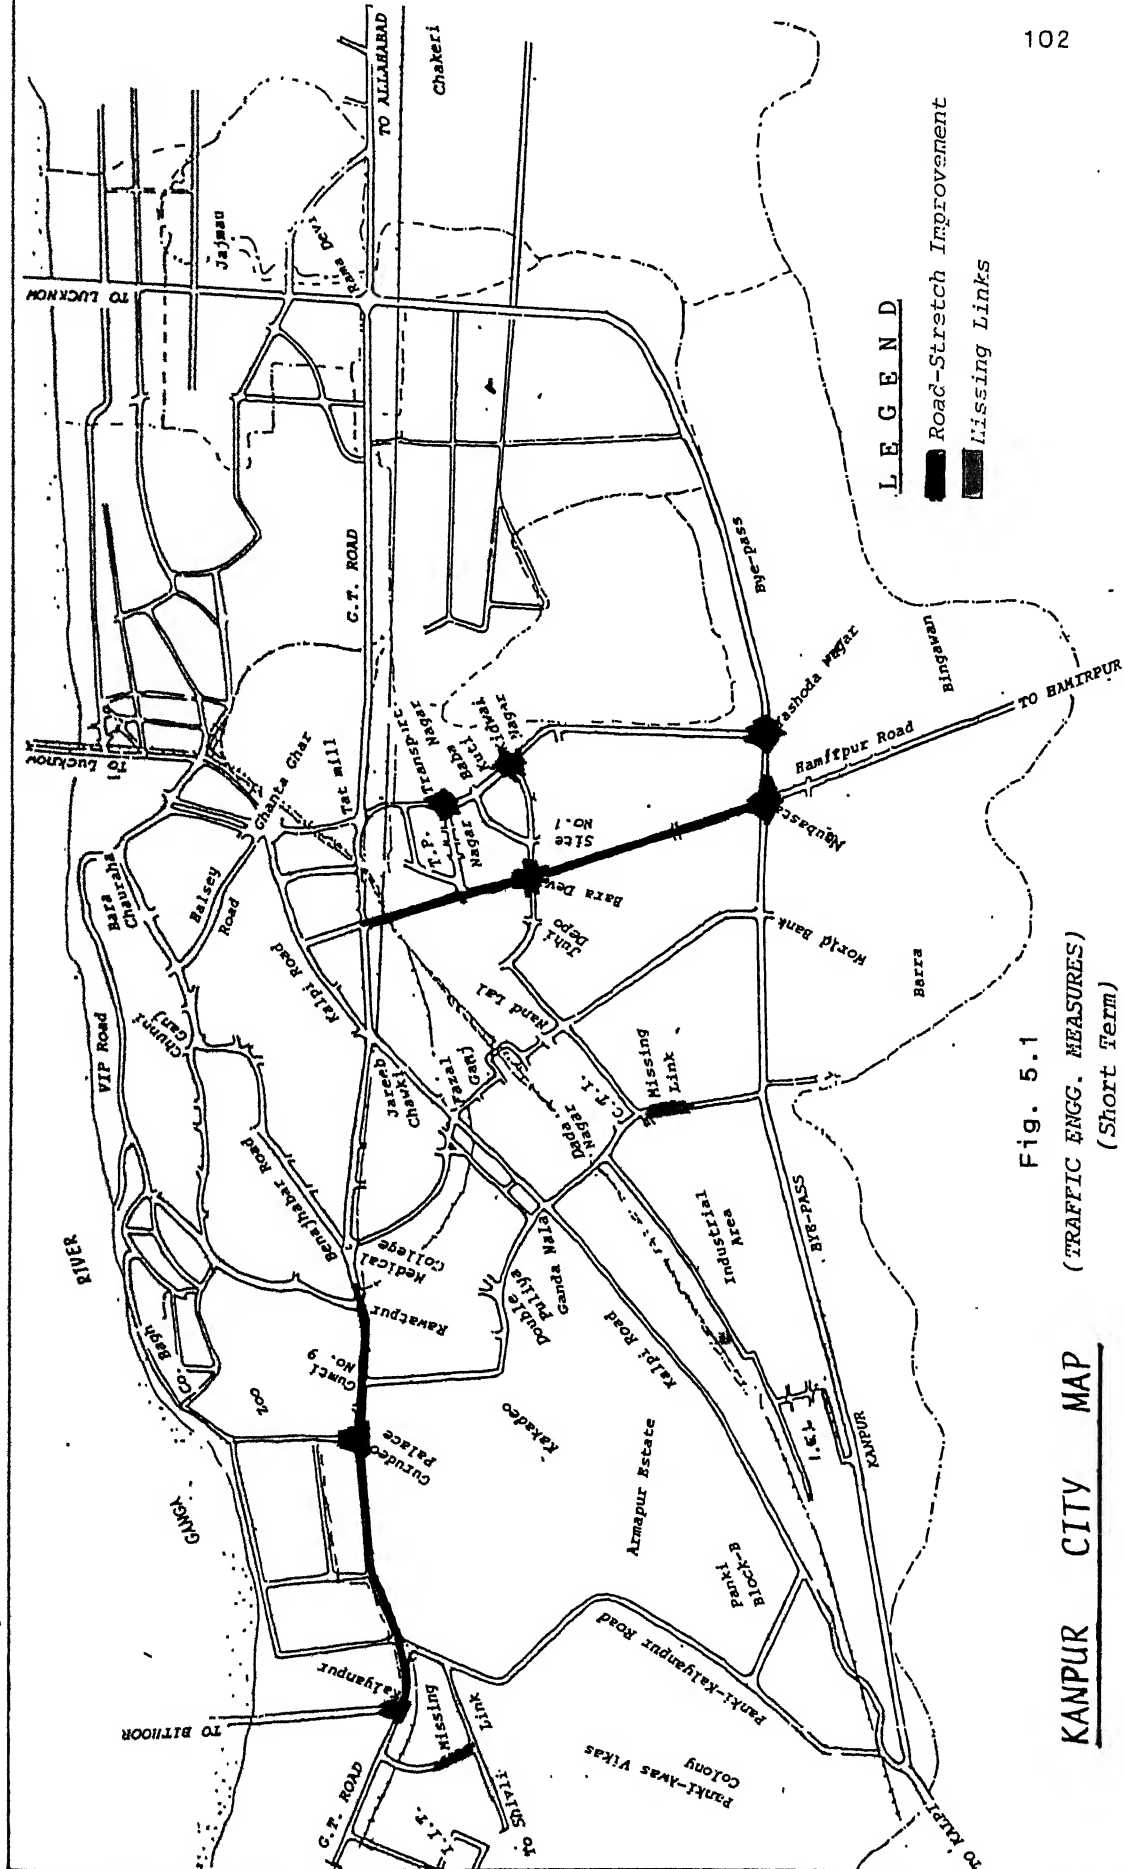 102
TO ALLAHABAD
Chakeri
Jajmau
Rama Devi
TO LUCKNOW
G.T. ROAD
Bye-pass
LEGEND
Road-Stretch Improvement
Missing Links
TO Lucknow
Ghanta Ghar
Tat mill
Transport
Nagar
Baba
Kuti
Kidwai
Nagar
T.P.
Nagar
Site
No.1
Bara Devi
Yashoda Nagar
Naubasta
Hamirpur Road
TO HAMIRPUR
Bingawan
Bara
Chauraha
Halsey
Road
VIP Road
Chunni
Ganj
Kalpi Road
Jareeb
Chawki
Fazal
Ganj
Nand Lal
Juhi
Depo
World Bank
Barra
C.T.I.
Dada
Nagar
Missing
Link
Benajhabar Road
RIVER
GANGA
Co. Bagh
Zoo
Medical
College
Rawatpur
Gumti
No. 9
Gurudeo
Palace
Double
Puliya
Ganda Nala
Industrial
Area
BYE-PASS
KANPUR
I.E.L
Kalpi Road
Kakadeo
Armapur Estate
Panki
Block-B
Panki-Kalyanpur Road
Panki-Awas Vikas
Colony
Kalyanpur
TO BITHOOR
G.T. ROAD
Missing
Link
I.I.T.
To Shivli
TO KALPI
Fig. 5.1
KANPUR CITY MAP
(TRAFFIC ENGG. MEASURES)
(Short Term)